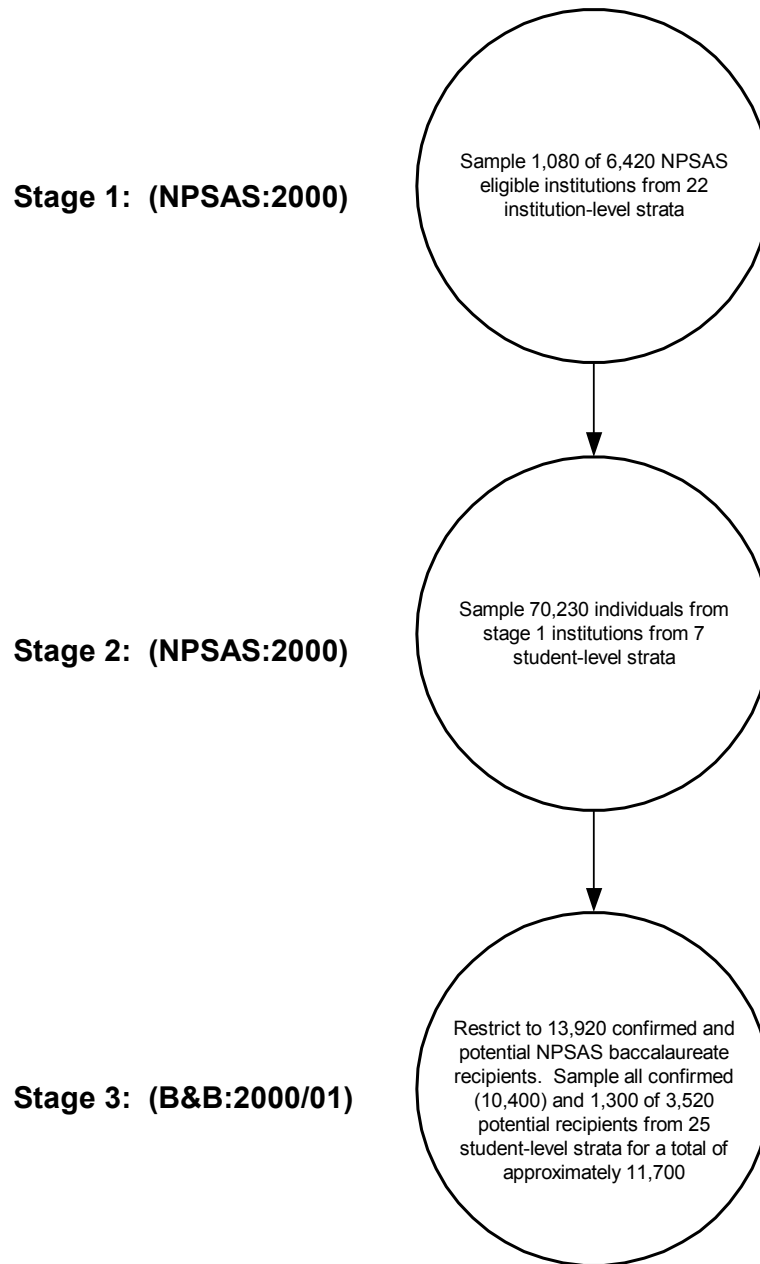 Stage 1: (NPSAS:2000)
Sample 1,080 of 6,420 NPSAS
eligible institutions from 22
institution-level strata
Stage 2: (NPSAS:2000)
Sample 70,230 individuals from
stage 1 institutions from 7
student-level strata
Stage 3: (B&B:2000/01)
Restrict to 13,920 confirmed and
potential NPSAS baccalaureate
recipients. Sample all confirmed
(10,400) and 1,300 of 3,520
potential recipients from 25
student-level strata for a total of
approximately 11,700